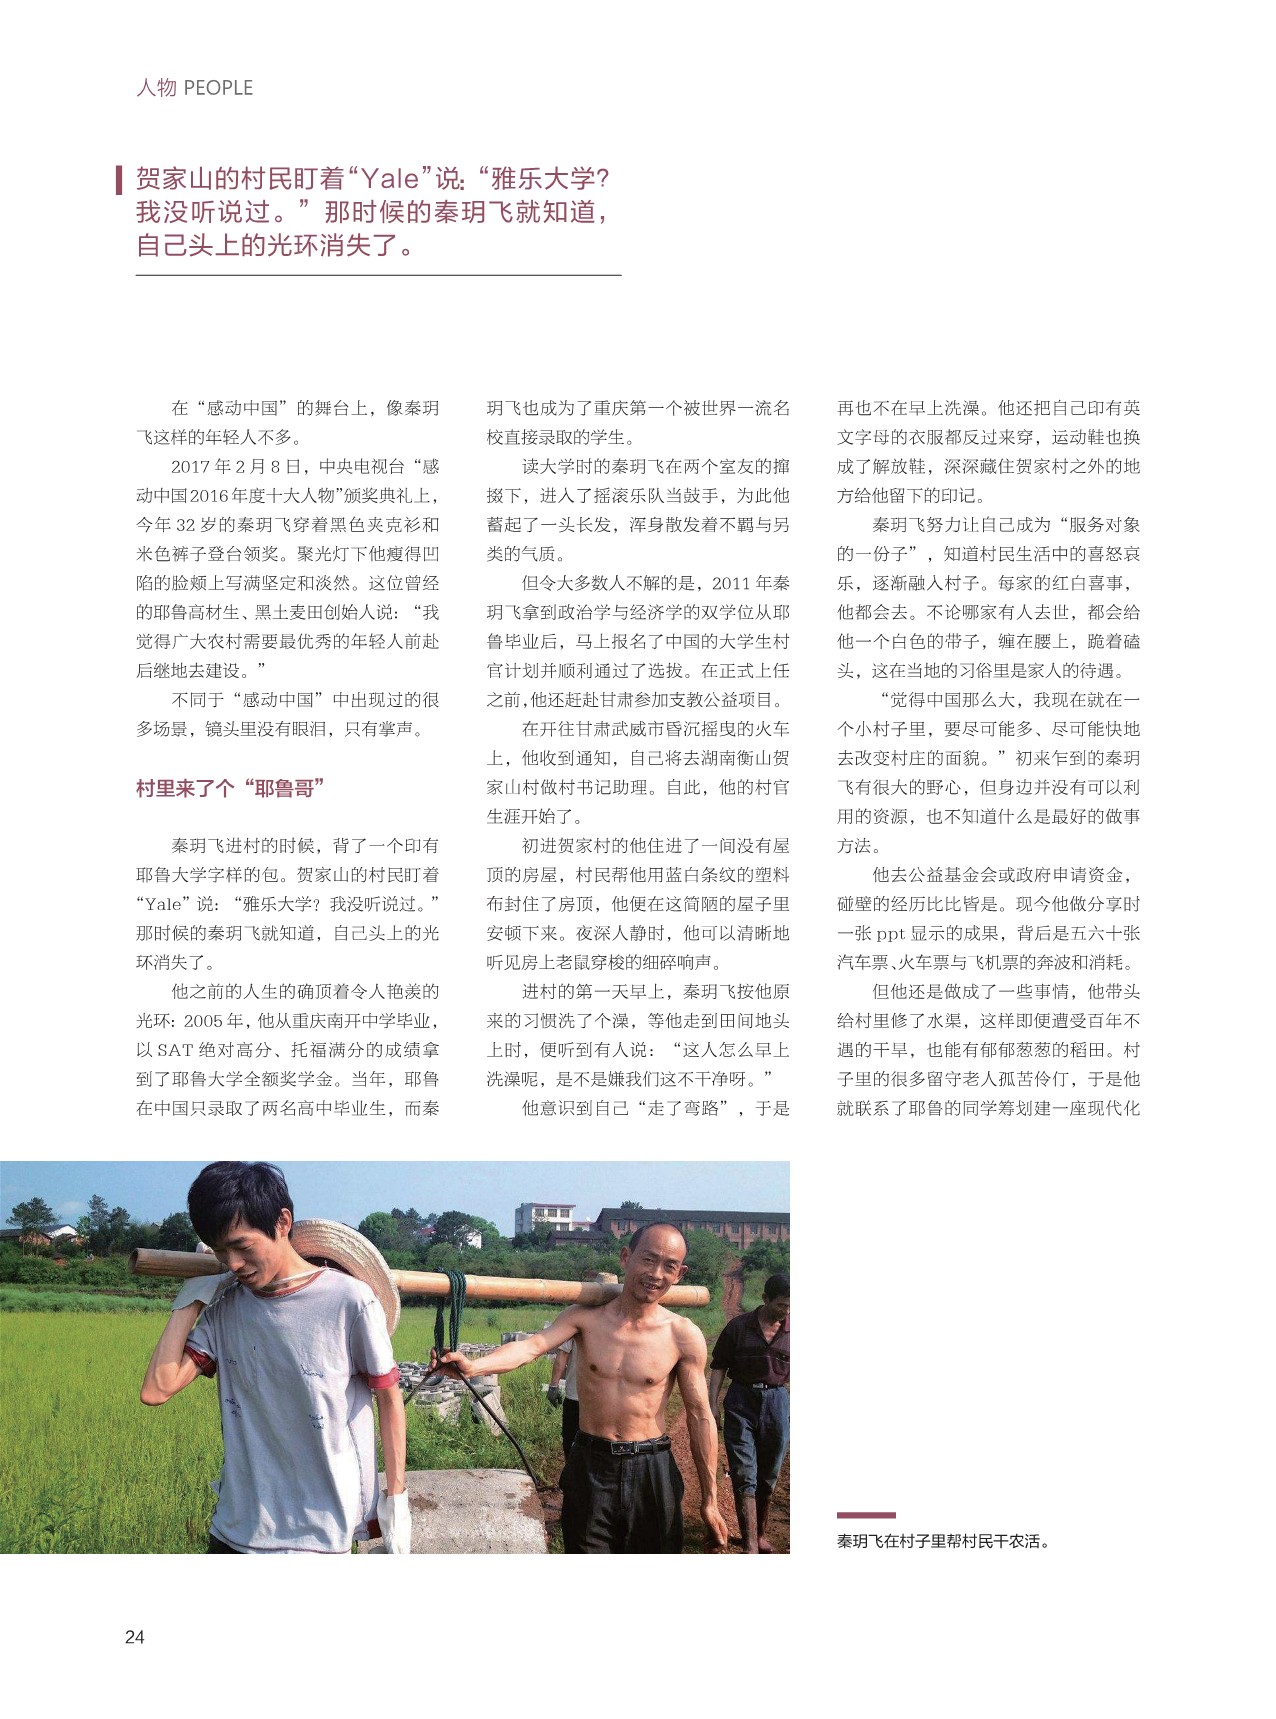 人物 PEOPLE
贺家山的村民盯着“Yale”说：“雅乐大学？
我没听说过。”那时候的秦玥飞就知道，
自己头上的光环消失了。
在“感动中国”的舞台上，像秦玥
飞这样的年轻人不多。
2017 年 2 月 8 日，中央电视台“感
动中国2016年度十大人物”颁奖典礼上，
今年 32 岁的秦玥飞穿着黑色夹克衫和
米色裤子登台领奖。聚光灯下他瘦得凹
陷的脸颊上写满坚定和淡然。这位曾经
的耶鲁高材生、黑土麦田创始人说：“我
觉得广大农村需要最优秀的年轻人前赴
后继地去建设。”
不同于“感动中国”中出现过的很
多场景，镜头里没有眼泪，只有掌声。
村里来了个“耶鲁哥”
秦玥飞进村的时候，背了一个印有
耶鲁大学字样的包。贺家山的村民盯着
“Yale”说：“雅乐大学？我没听说过。”
那时候的秦玥飞就知道，自己头上的光
环消失了。
他之前的人生的确顶着令人艳羡的
光环：2005 年，他从重庆南开中学毕业，
以 SAT 绝对高分、托福满分的成绩拿
到了耶鲁大学全额奖学金。当年，耶鲁
在中国只录取了两名高中毕业生，而秦
玥飞也成为了重庆第一个被世界一流名
校直接录取的学生。
读大学时的秦玥飞在两个室友的撺
掇下，进入了摇滚乐队当鼓手，为此他
蓄起了一头长发，浑身散发着不羁与另
类的气质。
但令大多数人不解的是，2011 年秦
玥飞拿到政治学与经济学的双学位从耶
鲁毕业后，马上报名了中国的大学生村
官计划并顺利通过了选拔。在正式上任
之前，他还赶赴甘肃参加支教公益项目。
在开往甘肃武威市昏沉摇曳的火车
上，他收到通知，自己将去湖南衡山贺
家山村做村书记助理。自此，他的村官
生涯开始了。
初进贺家村的他住进了一间没有屋
顶的房屋，村民帮他用蓝白条纹的塑料
布封住了房顶，他便在这简陋的屋子里
安顿下来。夜深人静时，他可以清晰地
听见房上老鼠穿梭的细碎响声。
进村的第一天早上，秦玥飞按他原
来的习惯洗了个澡，等他走到田间地头
上时，便听到有人说：“这人怎么早上
洗澡呢，是不是嫌我们这不干净呀。”
他意识到自己“走了弯路”，于是
再也不在早上洗澡。他还把自己印有英
文字母的衣服都反过来穿，运动鞋也换
成了解放鞋，深深藏住贺家村之外的地
方给他留下的印记。
秦玥飞努力让自己成为“服务对象
的一份子”，知道村民生活中的喜怒哀
乐，逐渐融入村子。每家的红白喜事，
他都会去。不论哪家有人去世，都会给
他一个白色的带子，缠在腰上，跪着磕
头，这在当地的习俗里是家人的待遇。
“觉得中国那么大，我现在就在一
个小村子里，要尽可能多、尽可能快地
去改变村庄的面貌。”初来乍到的秦玥
飞有很大的野心，但身边并没有可以利
用的资源，也不知道什么是最好的做事
方法。
他去公益基金会或政府申请资金，
碰壁的经历比比皆是。现今他做分享时
一张 ppt 显示的成果，背后是五六十张
汽车票、火车票与飞机票的奔波和消耗。
但他还是做成了一些事情，他带头
给村里修了水渠，这样即便遭受百年不
遇的干旱，也能有郁郁葱葱的稻田。村
子里的很多留守老人孤苦伶仃，于是他
就联系了耶鲁的同学筹划建一座现代化
秦玥飞在村子里帮村民干农活。
24